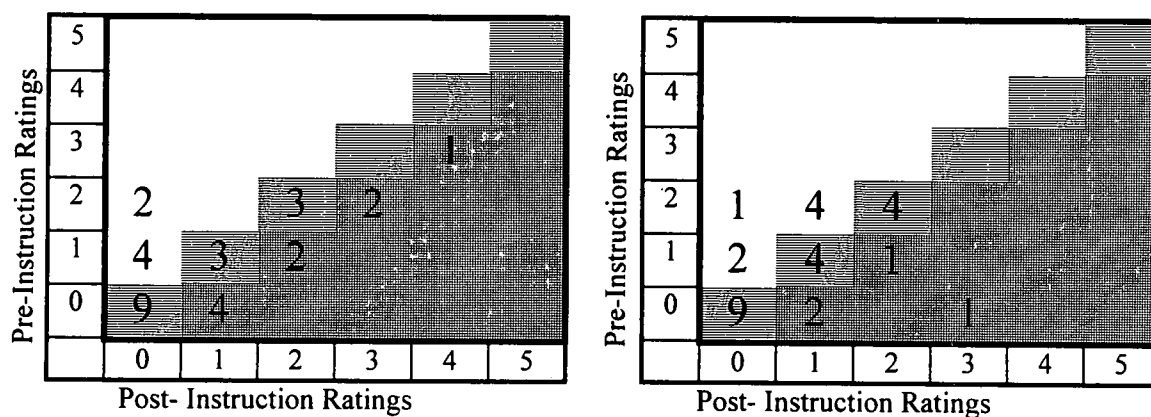 5
4
3 1
2 2 3 2
1 4 3 2
0 9 4
0 1 2 3 4 5
Pre-Instruction Ratings
Post- Instruction Ratings
5
4
3
2 1 4 4
1 2 4 1
0 9 2 1
0 1 2 3 4 5
Pre-Instruction Ratings
Post- Instruction Ratings